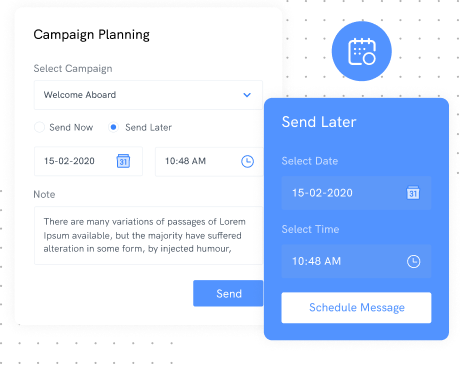 Campaign Planning
Select Campaign
Welcome Aboard
Send Now Send Later
15-02-2020 31 10:48 AM
Note
There are many variations of passages of Lorem
Ipsum available, but the majority have suffered
alteration in some form, by injected humour,
Send
Send Later
Select Date
15-02-2020 31
Select Time
10:48 AM
Schedule Message